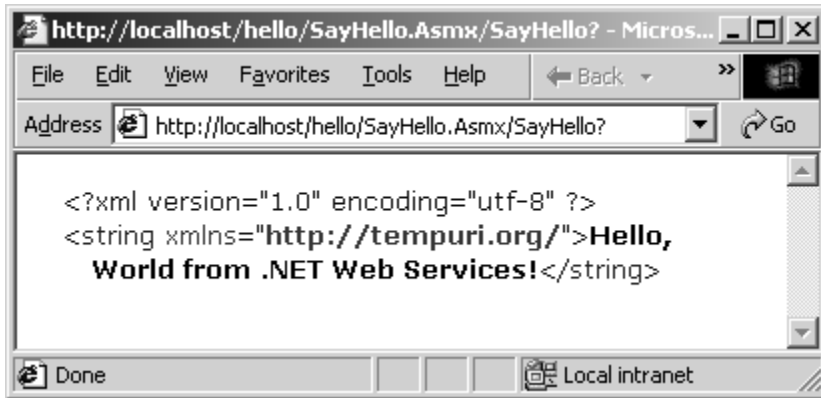 http://localhost/hello/SayHello.Asmx/SayHello? - Micros...
File Edit View Favorites Tools Help Back »
Address http://localhost/hello/SayHello.Asmx/SayHello? Go
<?xml version="1.0" encoding="utf-8" ?>
<string xmlns="http://tempuri.org/">Hello,
World from .NET Web Services!</string>
Done Local intranet